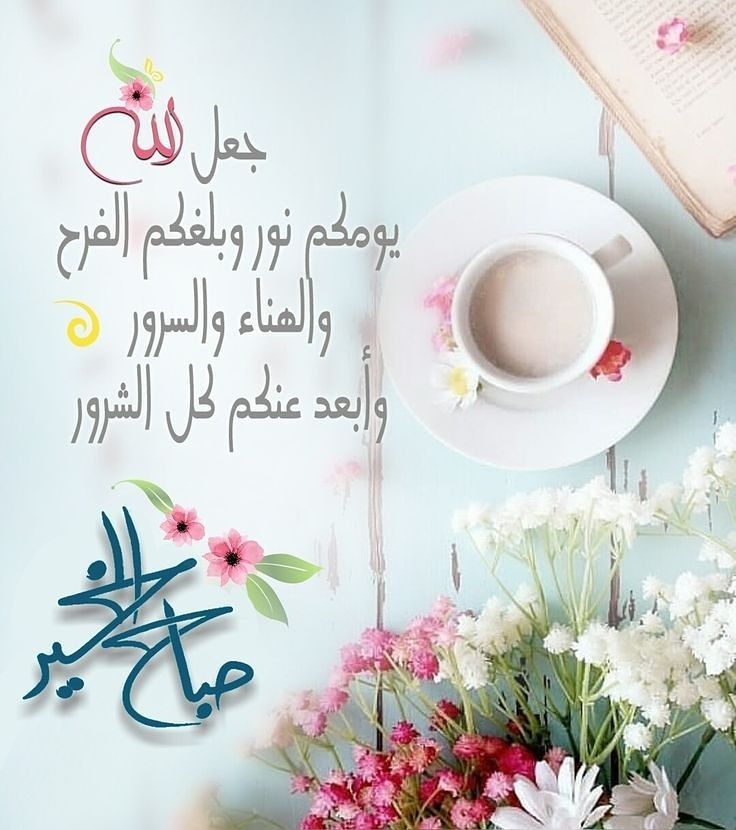 جعل الله
يومكم نور وبلغكم الفرح
والهناء والسرور
وأبعد عنكم كل الشرور
صباح الخير